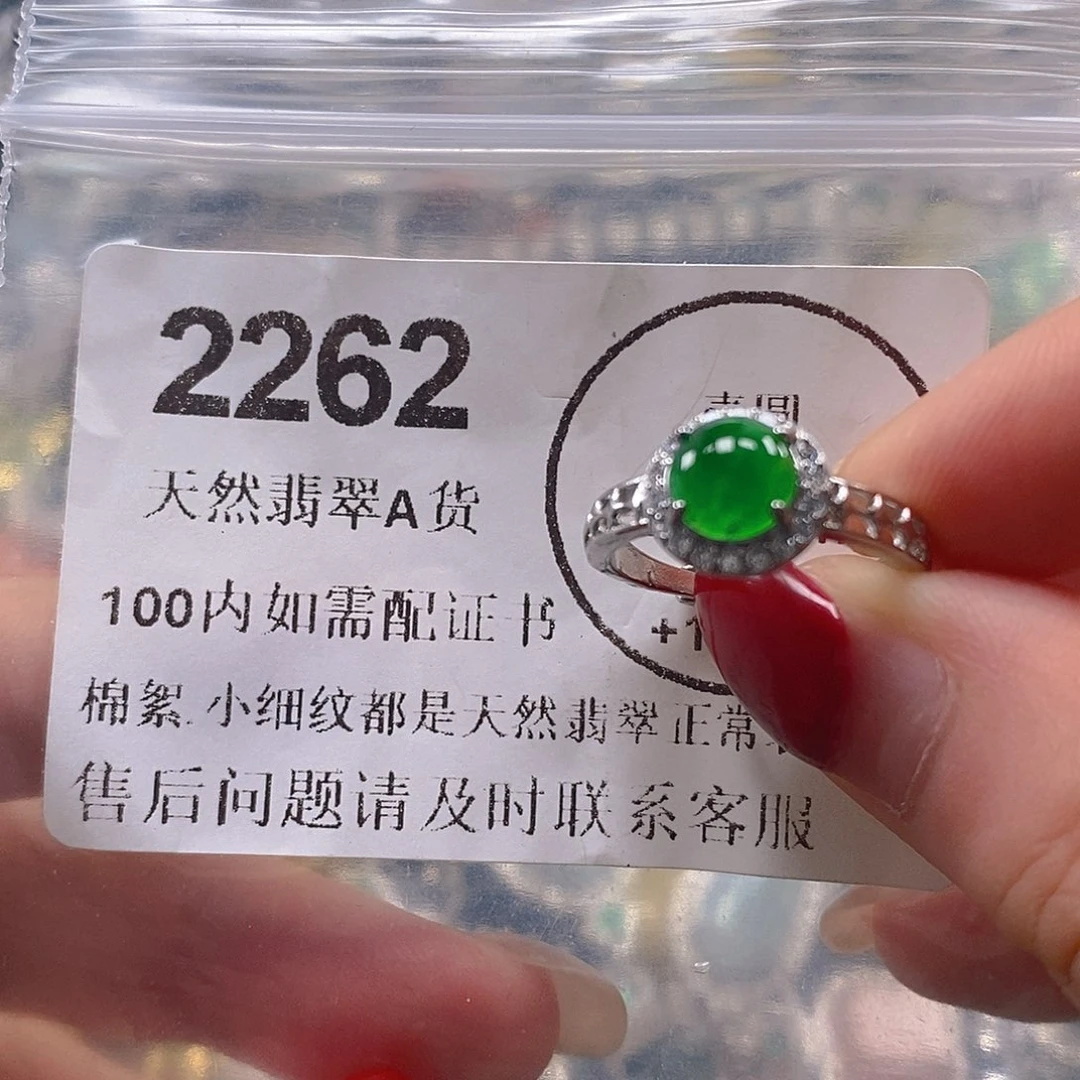 2262
天然翡翠A货
100内如需配证书
+1
棉絮.小细纹都是天然翡翠正常
售后问题请及时联系客服